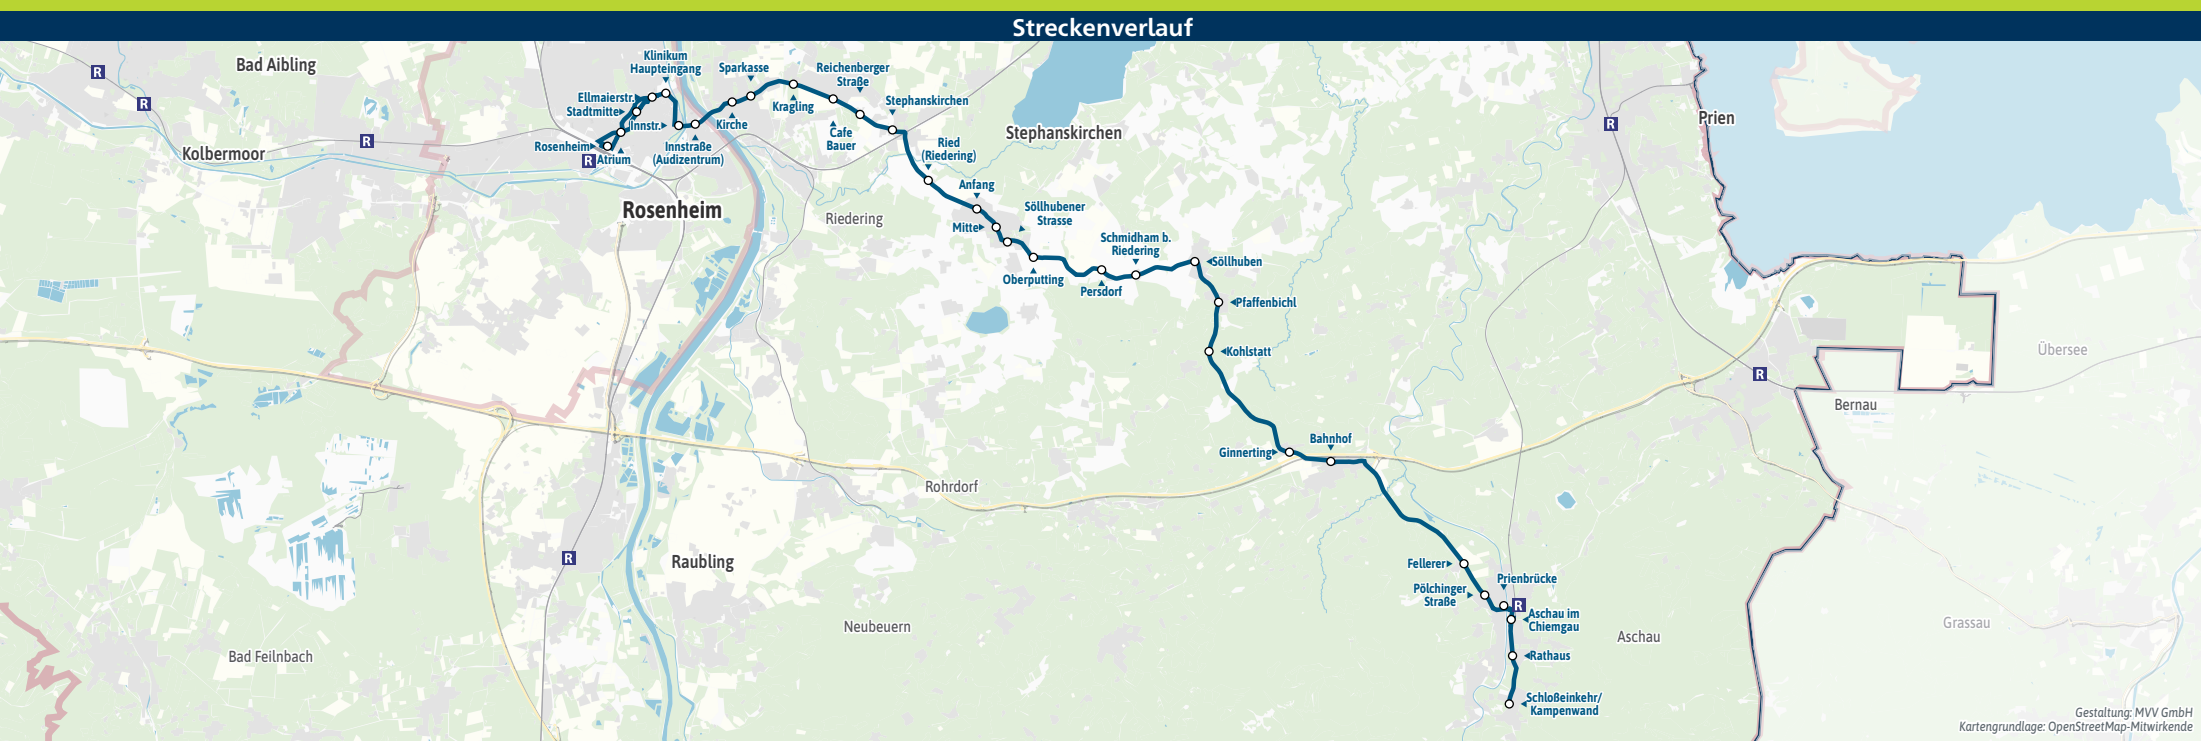 Streckenverlauf
Klinikum
Haupteingang
Sparkasse
Reichenberger
Straße
Bad Aibling
R
R
Ellmaierstr.
Stadtmitte
Innstr.
Kragling
Stephanskirchen
Kirche
Cafe
Bauer
Stephanskirchen
Prien
R
R
Kolbermoor
Rosenheim
R
Atrium
Innstraße
(Audizentrum)
Ried
(Riedering)
Anfang
Rosenheim
Riedering
Söllhubener
Strasse
Mitte
Schmidham b.
Riedering
Söllhuben
Oberputting
Persdorf
Pfaffenbichl
Kohlstatt
Übersee
R
Bernau
Bahnhof
Ginnerting
Rohrdorf
R
Raubling
Fellerer
Prienbrücke
Pölchinger
Straße
R
Aschau im
Chiemgau
Neubeuern
Aschau
Grassau
Bad Feilnbach
Rathaus
Schloßeinkehr/
Kampenwand
Gestaltung: MVV GmbH
Kartengrundlage: OpenStreetMap-Mitwirkende